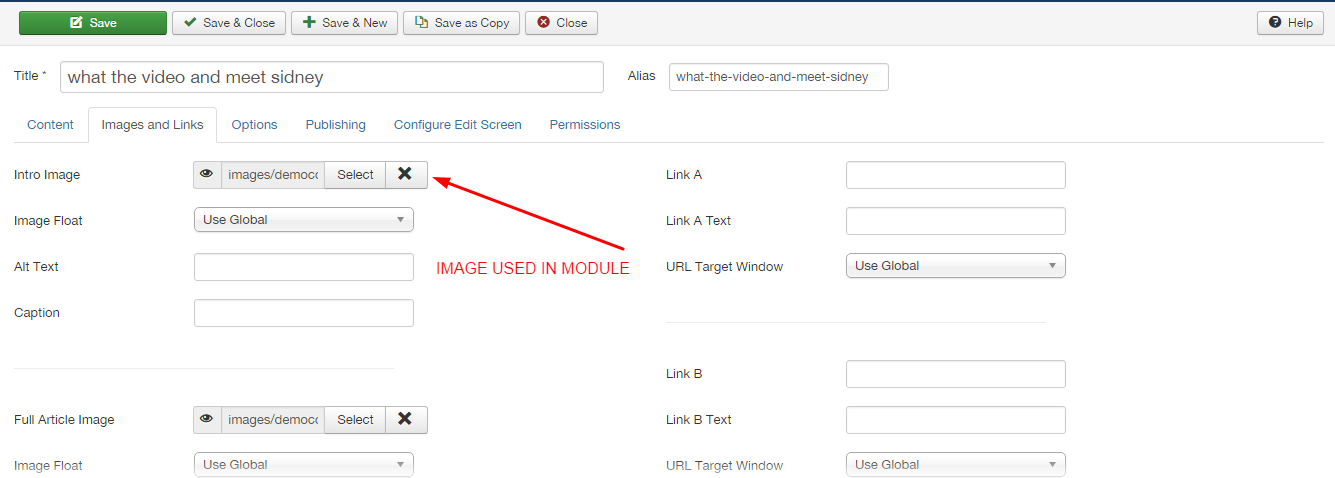 Save Save & Close Save & New Save as Copy Close Help
Title * what the video and meet sidney Alias what-the-video-and-meet-sidney
Content Images and Links Options Publishing Configure Edit Screen Permissions
Intro Image images/democ Select Link A
Image Float Use Global Link A Text
Alt Text URL Target Window Use Global
IMAGE USED IN MODULE
Caption
Link B
Full Article Image images/democ Select Link B Text
Image Float Use Global URL Target Window Use Global